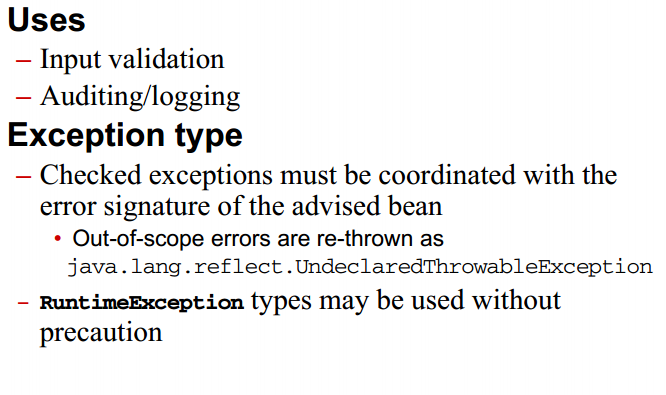 Uses
– Input validation
– Auditing/logging
Exception type
– Checked exceptions must be coordinated with the
error signature of the advised bean
• Out-of-scope errors are re-thrown as
java.lang.reflect.UndeclaredThrowableException
– RuntimeException types may be used without
precaution